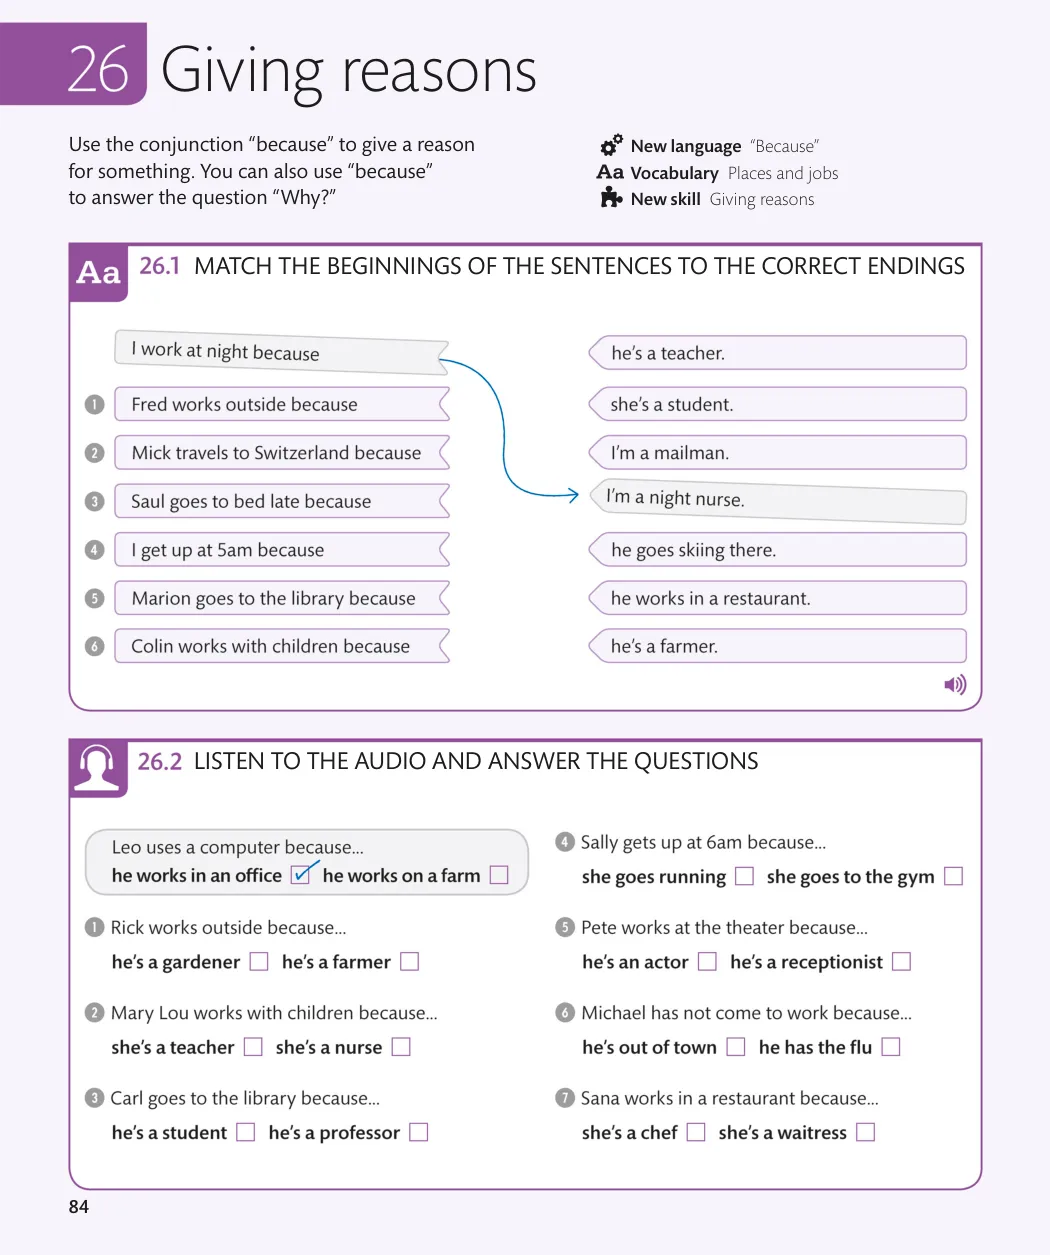 26 Giving reasons
Use the conjunction “because” to give a reason
for something. You can also use “because”
to answer the question “Why?”
New language “Because”
Aa Vocabulary Places and jobs
New skill Giving reasons
Aa 26.1 MATCH THE BEGINNINGS OF THE SENTENCES TO THE CORRECT ENDINGS
I work at night because
1 Fred works outside because
2 Mick travels to Switzerland because
3 Saul goes to bed late because
4 I get up at 5am because
5 Marion goes to the library because
6 Colin works with children because
he’s a teacher.
she’s a student.
I’m a mailman.
I’m a night nurse.
he goes skiing there.
he works in a restaurant.
he’s a farmer.
26.2 LISTEN TO THE AUDIO AND ANSWER THE QUESTIONS
Leo uses a computer because...
he works in an office he works on a farm
1 Rick works outside because...
he’s a gardener he’s a farmer
2 Mary Lou works with children because...
she’s a teacher she’s a nurse
3 Carl goes to the library because...
he’s a student he’s a professor
4 Sally gets up at 6am because...
she goes running she goes to the gym
5 Pete works at the theater because...
he’s an actor he’s a receptionist
6 Michael has not come to work because...
he’s out of town he has the flu
7 Sana works in a restaurant because...
she’s a chef she’s a waitress
84